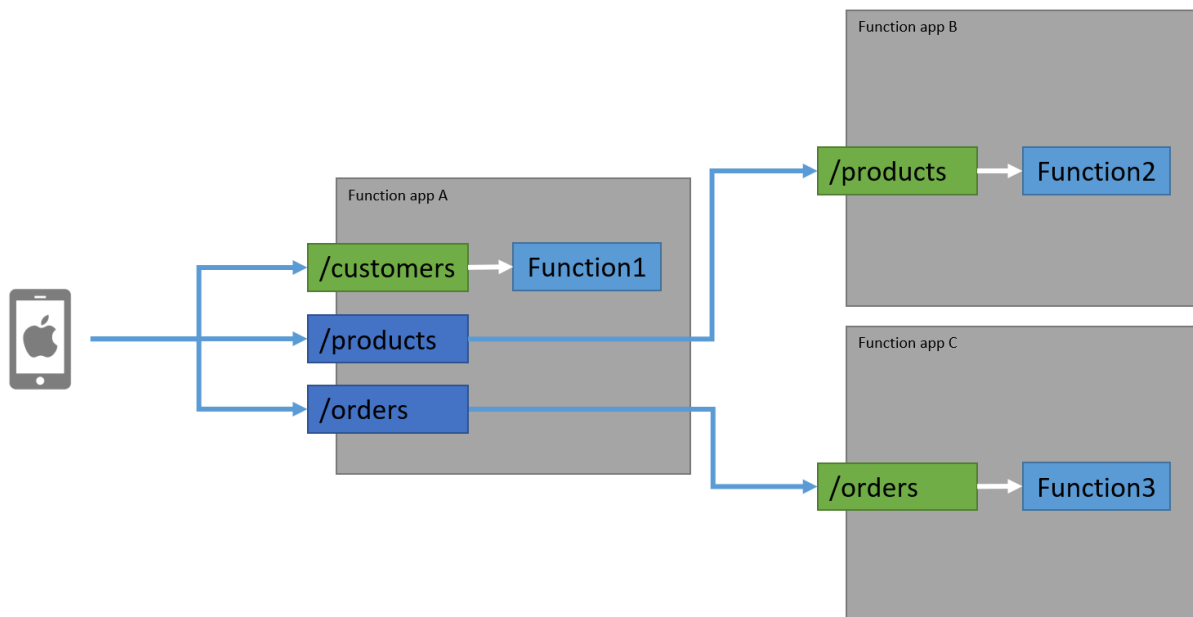 Function app A
/customers
Function1
/products
/orders
Function app B
/products
Function2
Function app C
/orders
Function3